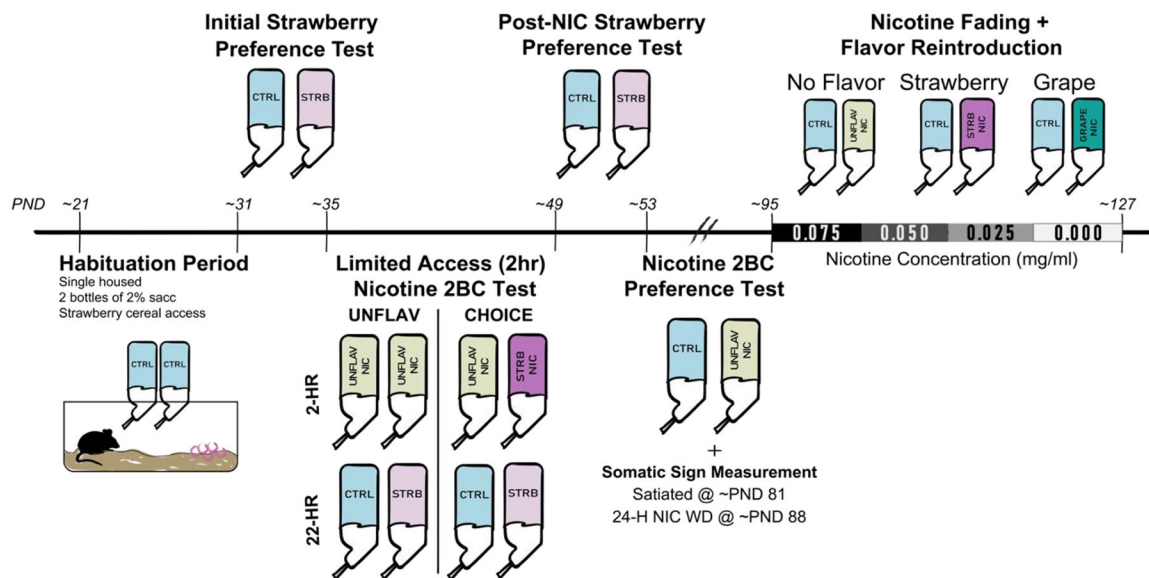 Initial Strawberry
Preference Test
CTRL
STRB
Post-NIC Strawberry
Preference Test
CTRL
STRB
Nicotine Fading +
Flavor Reintroduction
No Flavor
Strawberry
Grape
CTRL
UNFLAV
NIC
CTRL
STRB
NIC
CTRL
GRAPE
NIC
PND
~21
~31
~35
~49
~53
~95
~127
0.075
0.050
0.025
0.000
Nicotine Concentration (mg/ml)
Habituation Period
Single housed
2 bottles of 2% sacc
Strawberry cereal access
CTRL
CTRL
Limited Access (2hr)
Nicotine 2BC Test
UNFLAV
CHOICE
2-HR
UNFLAV
NIC
UNFLAV
NIC
UNFLAV
NIC
STRB
NIC
22-HR
CTRL
STRB
CTRL
STRB
Nicotine 2BC
Preference Test
CTRL
UNFLAV
NIC
+
Somatic Sign Measurement
Satiated @ ~PND 81
24-H NIC WD @ ~PND 88